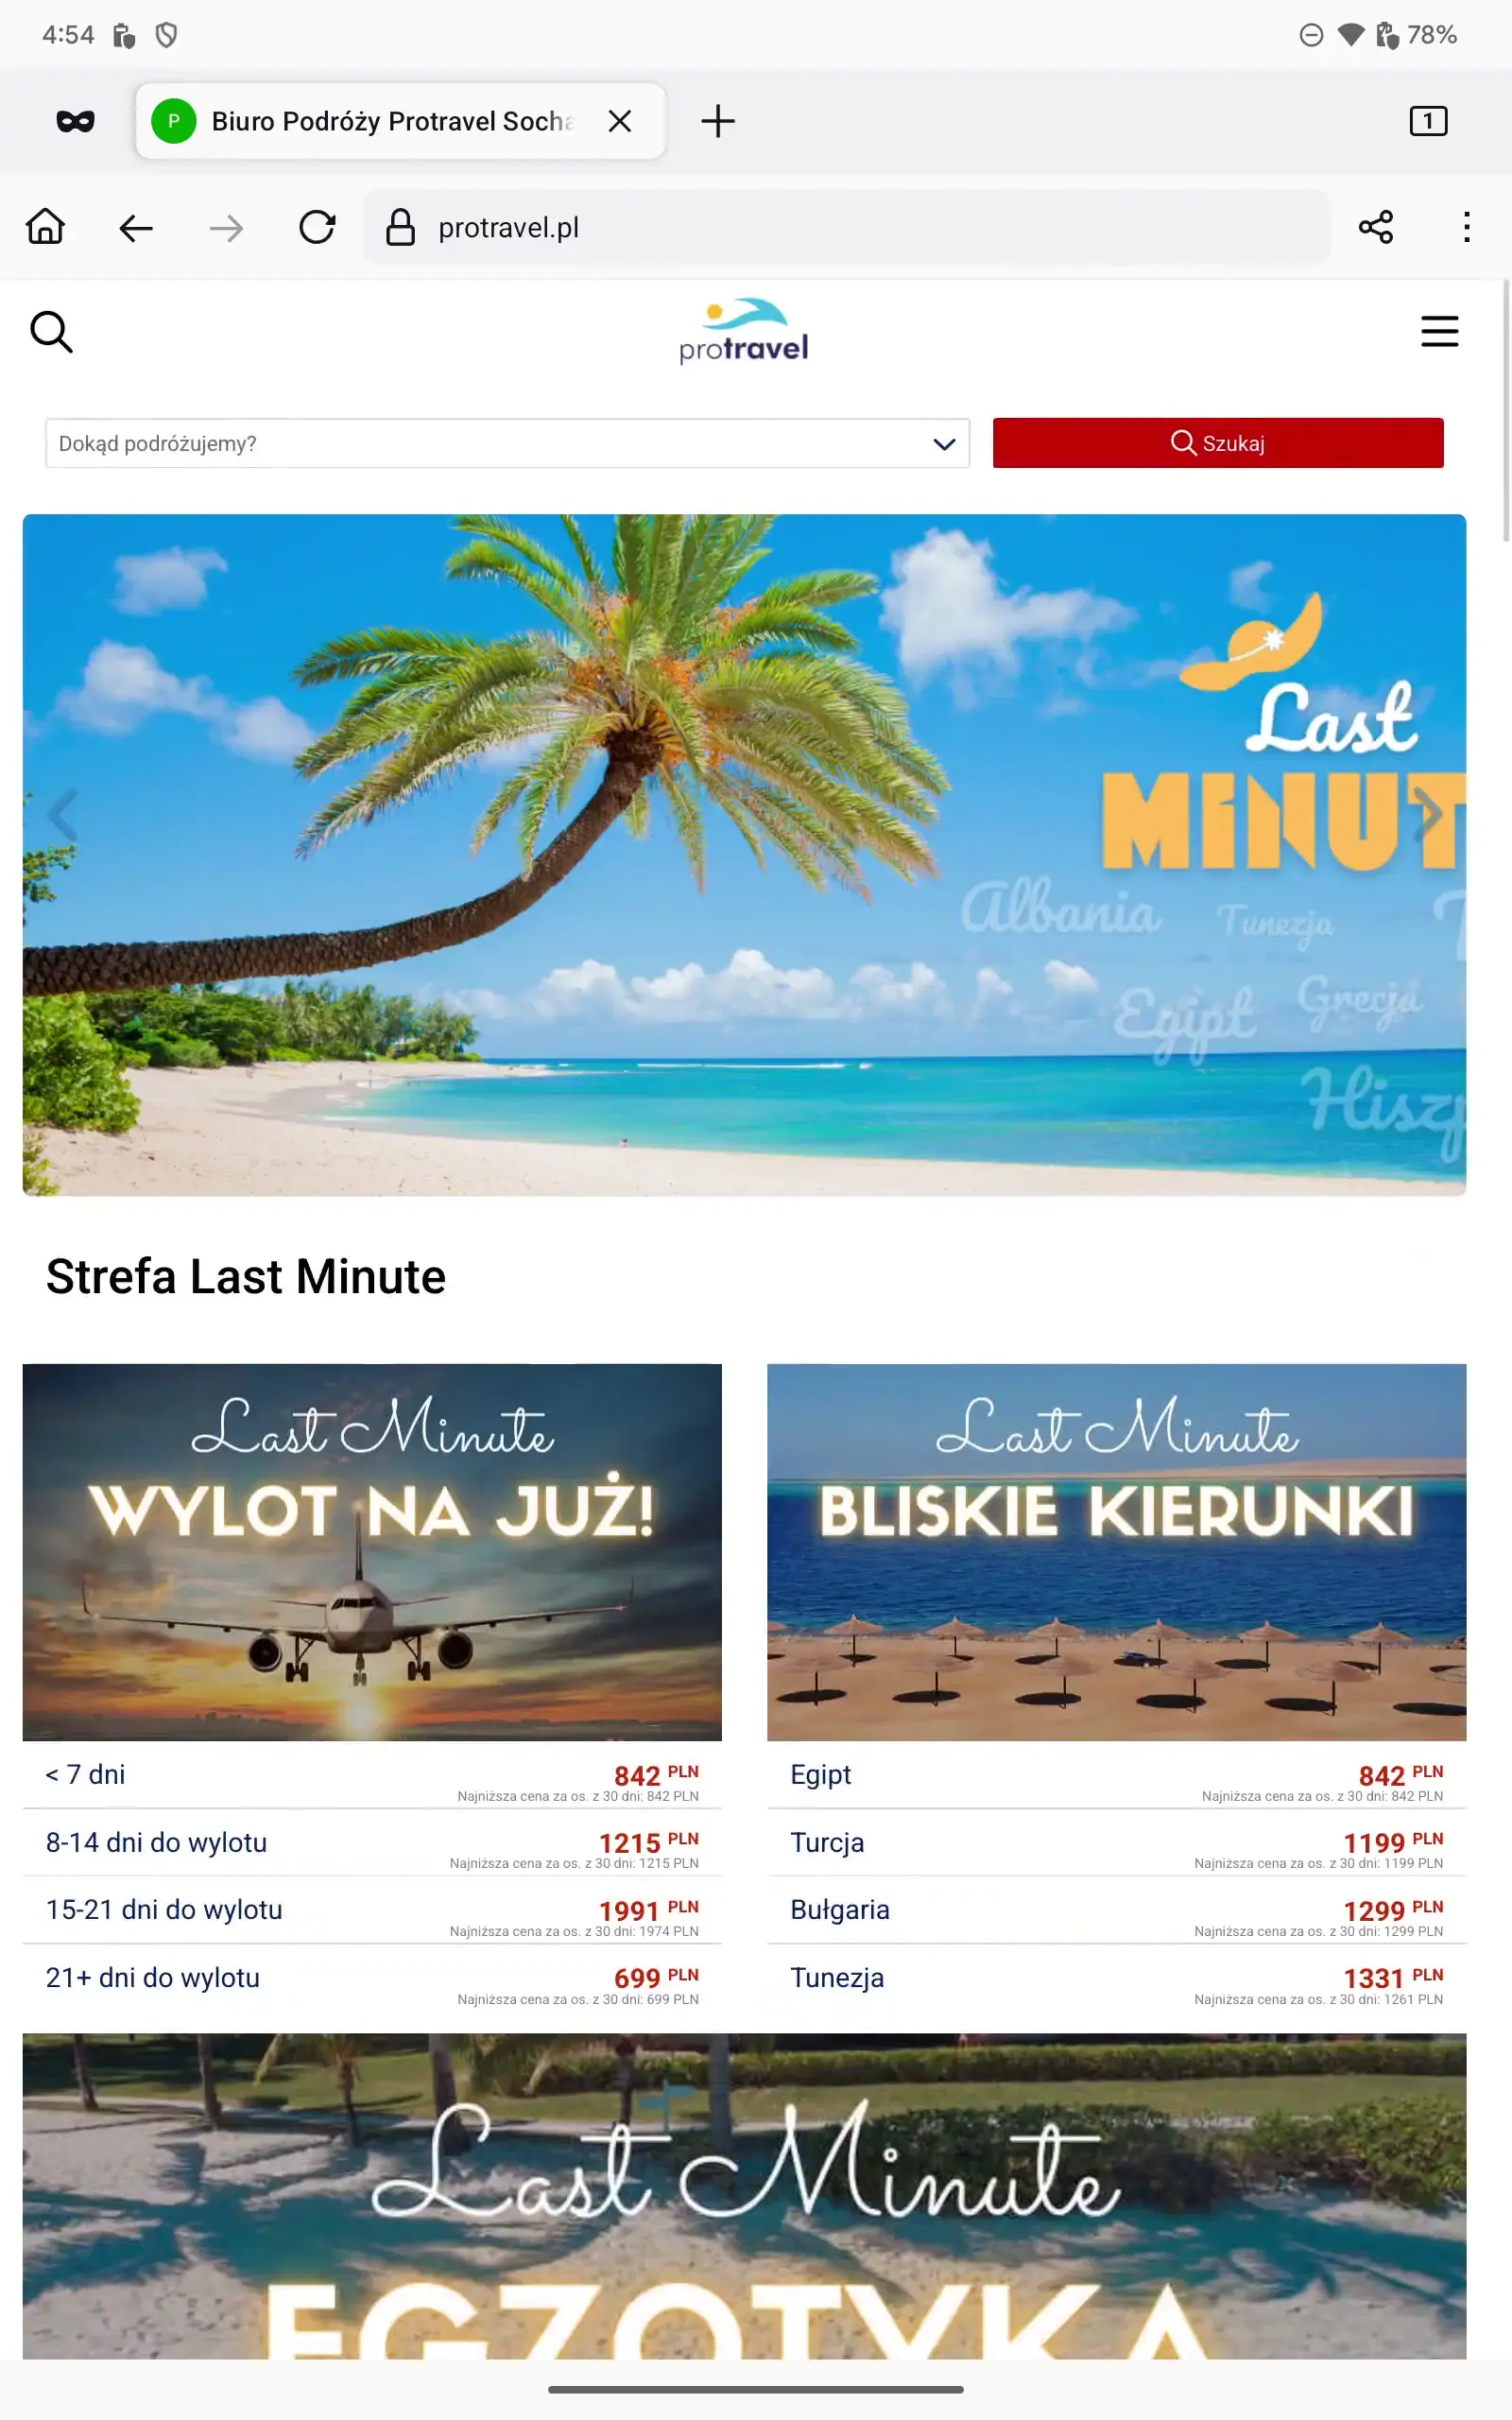 4:54
78%
P
Biuro Podróży Protravel Socha
1
protravel.pl
protravel
Dokąd podróżujemy?
Szukaj
Last
MINUT
Albania
Tunezja
Egipt
Grecja
Hiszp
Strefa Last Minute
Last Minute
WYLOT NA JUŻ!
< 7 dni
842 PLN
Najniższa cena za os. z 30 dni: 842 PLN
8-14 dni do wylotu
1215 PLN
Najniższa cena za os. z 30 dni: 1215 PLN
15-21 dni do wylotu
1991 PLN
Najniższa cena za os. z 30 dni: 1974 PLN
21+ dni do wylotu
699 PLN
Najniższa cena za os. z 30 dni: 699 PLN
Last Minute
BLISKIE KIERUNKI
Egipt
842 PLN
Najniższa cena za os. z 30 dni: 842 PLN
Turcja
1199 PLN
Najniższa cena za os. z 30 dni: 1199 PLN
Bułgaria
1299 PLN
Najniższa cena za os. z 30 dni: 1299 PLN
Tunezja
1331 PLN
Najniższa cena za os. z 30 dni: 1261 PLN
Last Minute
EGZOTYKA